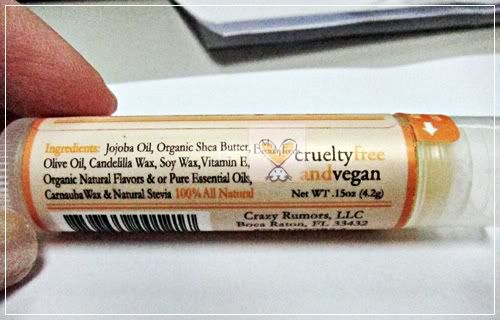 Ingredients: Jojoba Oil, Organic Shea Butter,
Olive Oil, Candelilla Wax, Soy Wax, Vitamin E,
Organic Natural Flavors & or Pure Essential Oils,
Carnauba Wax & Natural Stevia 100% All Natural
crueltyfree
andvegan
Net WT .15oz (4.2g)
Crazy Rumors, LLC
Boca Raton, FL 33432